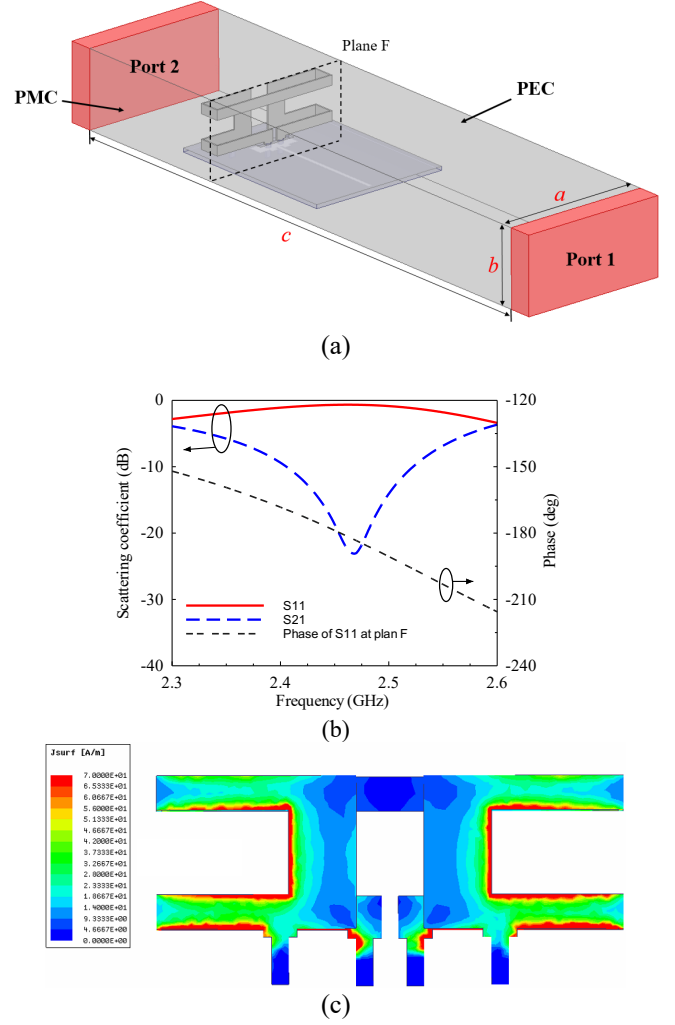 Plane F
Port 2
PMC
PEC
a
c
b
Port 1
(a)
0
-10
-20
-30
-40
Scattering coefficient (dB)
-120
-150
-180
-210
-240
Phase (deg)
S11
S21
Phase of S11 at plan F
2.3
2.4
2.5
2.6
Frequency (GHz)
(b)
Jsurf [A/m]
7.0000E+01
6.5333E+01
6.0667E+01
5.6000E+01
5.1333E+01
4.6667E+01
4.2000E+01
3.7333E+01
3.2667E+01
2.8000E+01
2.3333E+01
1.8667E+01
1.4000E+01
9.3333E+00
4.6667E+00
0.0000E+00
(c)